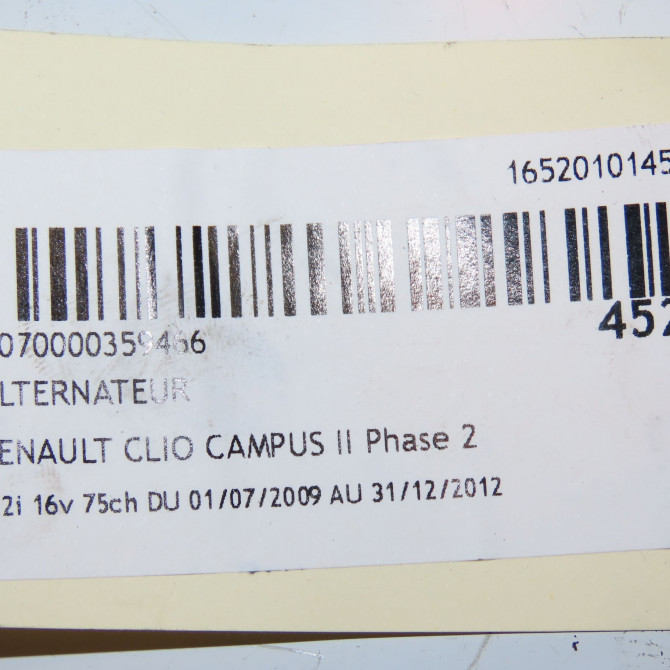 1652010145
452
070000359466
LTERNATEUR
ENAULT CLIO CAMPUS II Phase 2
2i 16v 75ch DU 01/07/2009 AU 31/12/2012